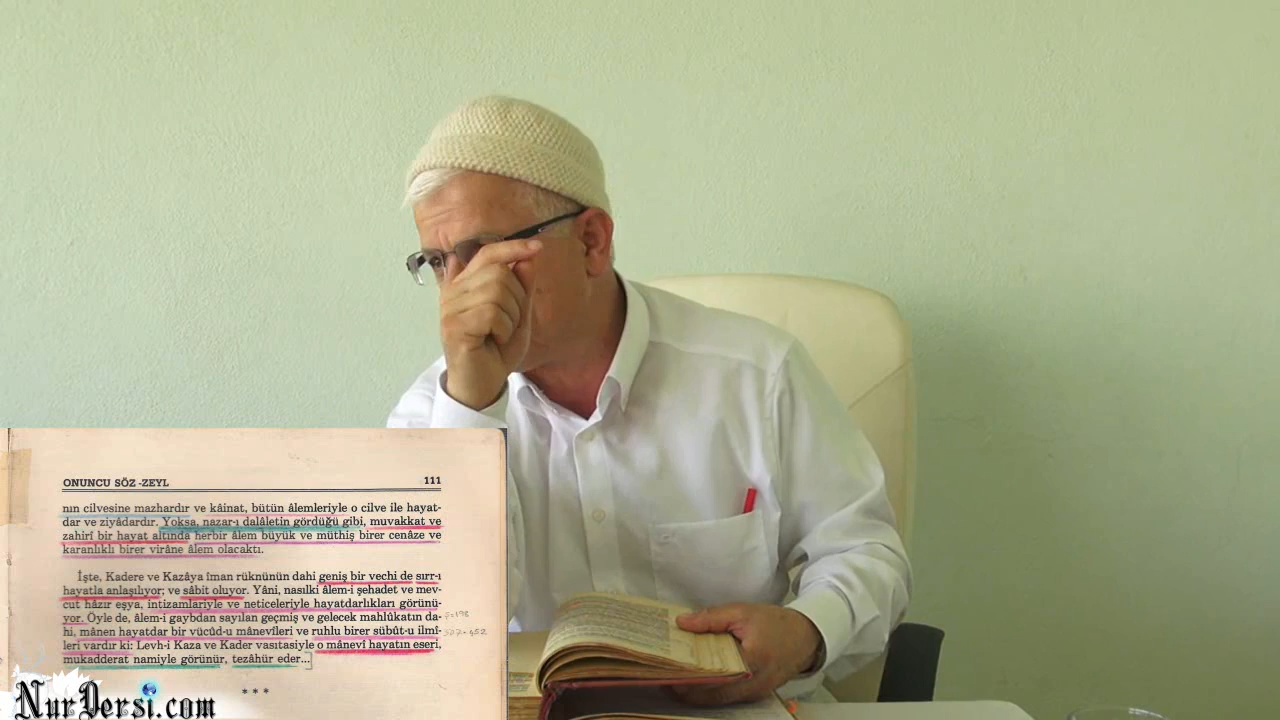 ONUNCU SÖZ -ZEYL 111
nın cilvesine mazhardır ve kâinat, bütün âlemleriyle o cilve ile hayat-
dar ve ziyâdardır. Yoksa, nazar-ı dalâletin gördüğü gibi, muvakkat ve
zahirî bir hayat altında herbir âlem büyük ve müthiş birer cenâze ve
karanlıklı birer virâne âlem olacaktı.
İşte, Kadere ve Kazâya îman rüknünün dahi geniş bir vechi de sırr-ı
hayatla anlaşılıyor; ve sâbit oluyor. Yâni, nasılki âlem-i şehadet ve mev-
cut hâzır eşya, intizamlariyle ve neticeleriyle hayatdarlıkları görünü-
yor. Öyle de, âlem-i gaybdan sayılan geçmiş ve gelecek mahlûkatın da-
hi, mânen hayatdar bir vücûd-u mânevîleri ve ruhlu birer sübût-u ilmî-
leri vardır ki: Levh-i Kaza ve Kader vasıtasiyle o mânevî hayatın eseri,
mukadderat namiyle görünür, tezâhür eder...
* * *
NurDersi.com